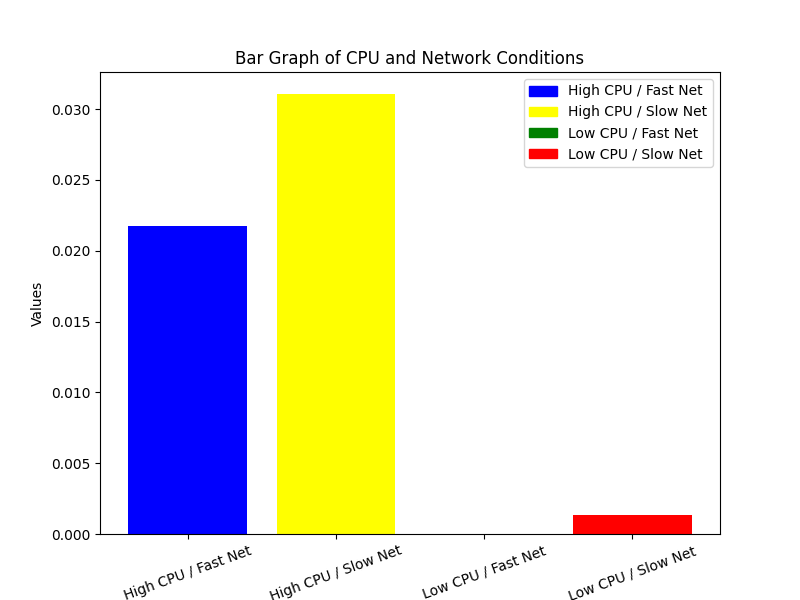 Bar Graph of CPU and Network Conditions
High CPU / Fast Net
High CPU / Slow Net
Low CPU / Fast Net
Low CPU / Slow Net
Values
0.030
0.025
0.020
0.015
0.010
0.005
0.000
High CPU / Fast Net
High CPU / Slow Net
Low CPU / Fast Net
Low CPU / Slow Net